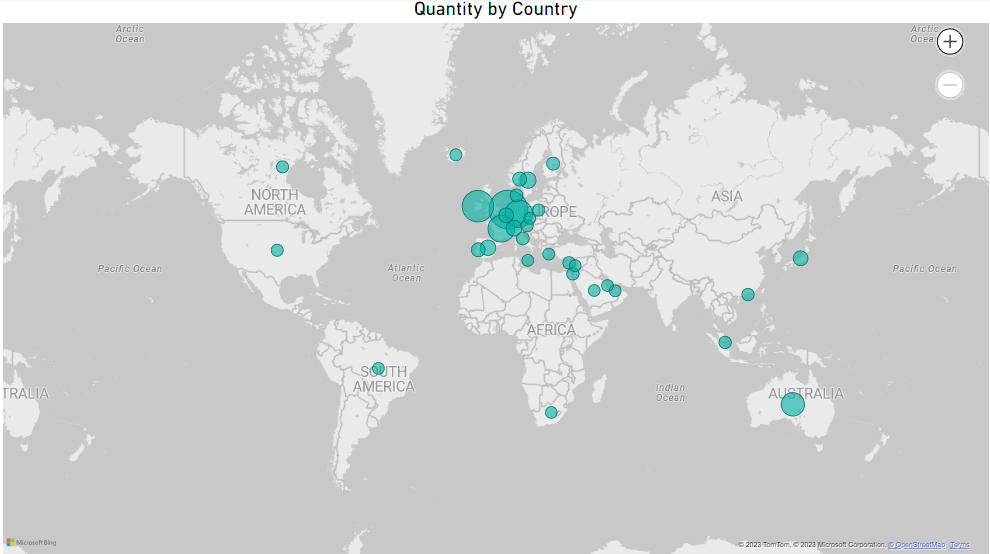 Quantity by Country
Arctic
Ocean
Arctic
Ocean
NORTH
AMERICA
ROPE
ASIA
Pacific Ocean
Atlantic
Ocean
Pacific Ocean
AFRICA
SOUTH
AMERICA
Indian
Ocean
TRALIA
AUSTRALIA
Microsoft Bing
© 2023 TomTom, © 2023 Microsoft Corporation, © OpenStreetMap Terms